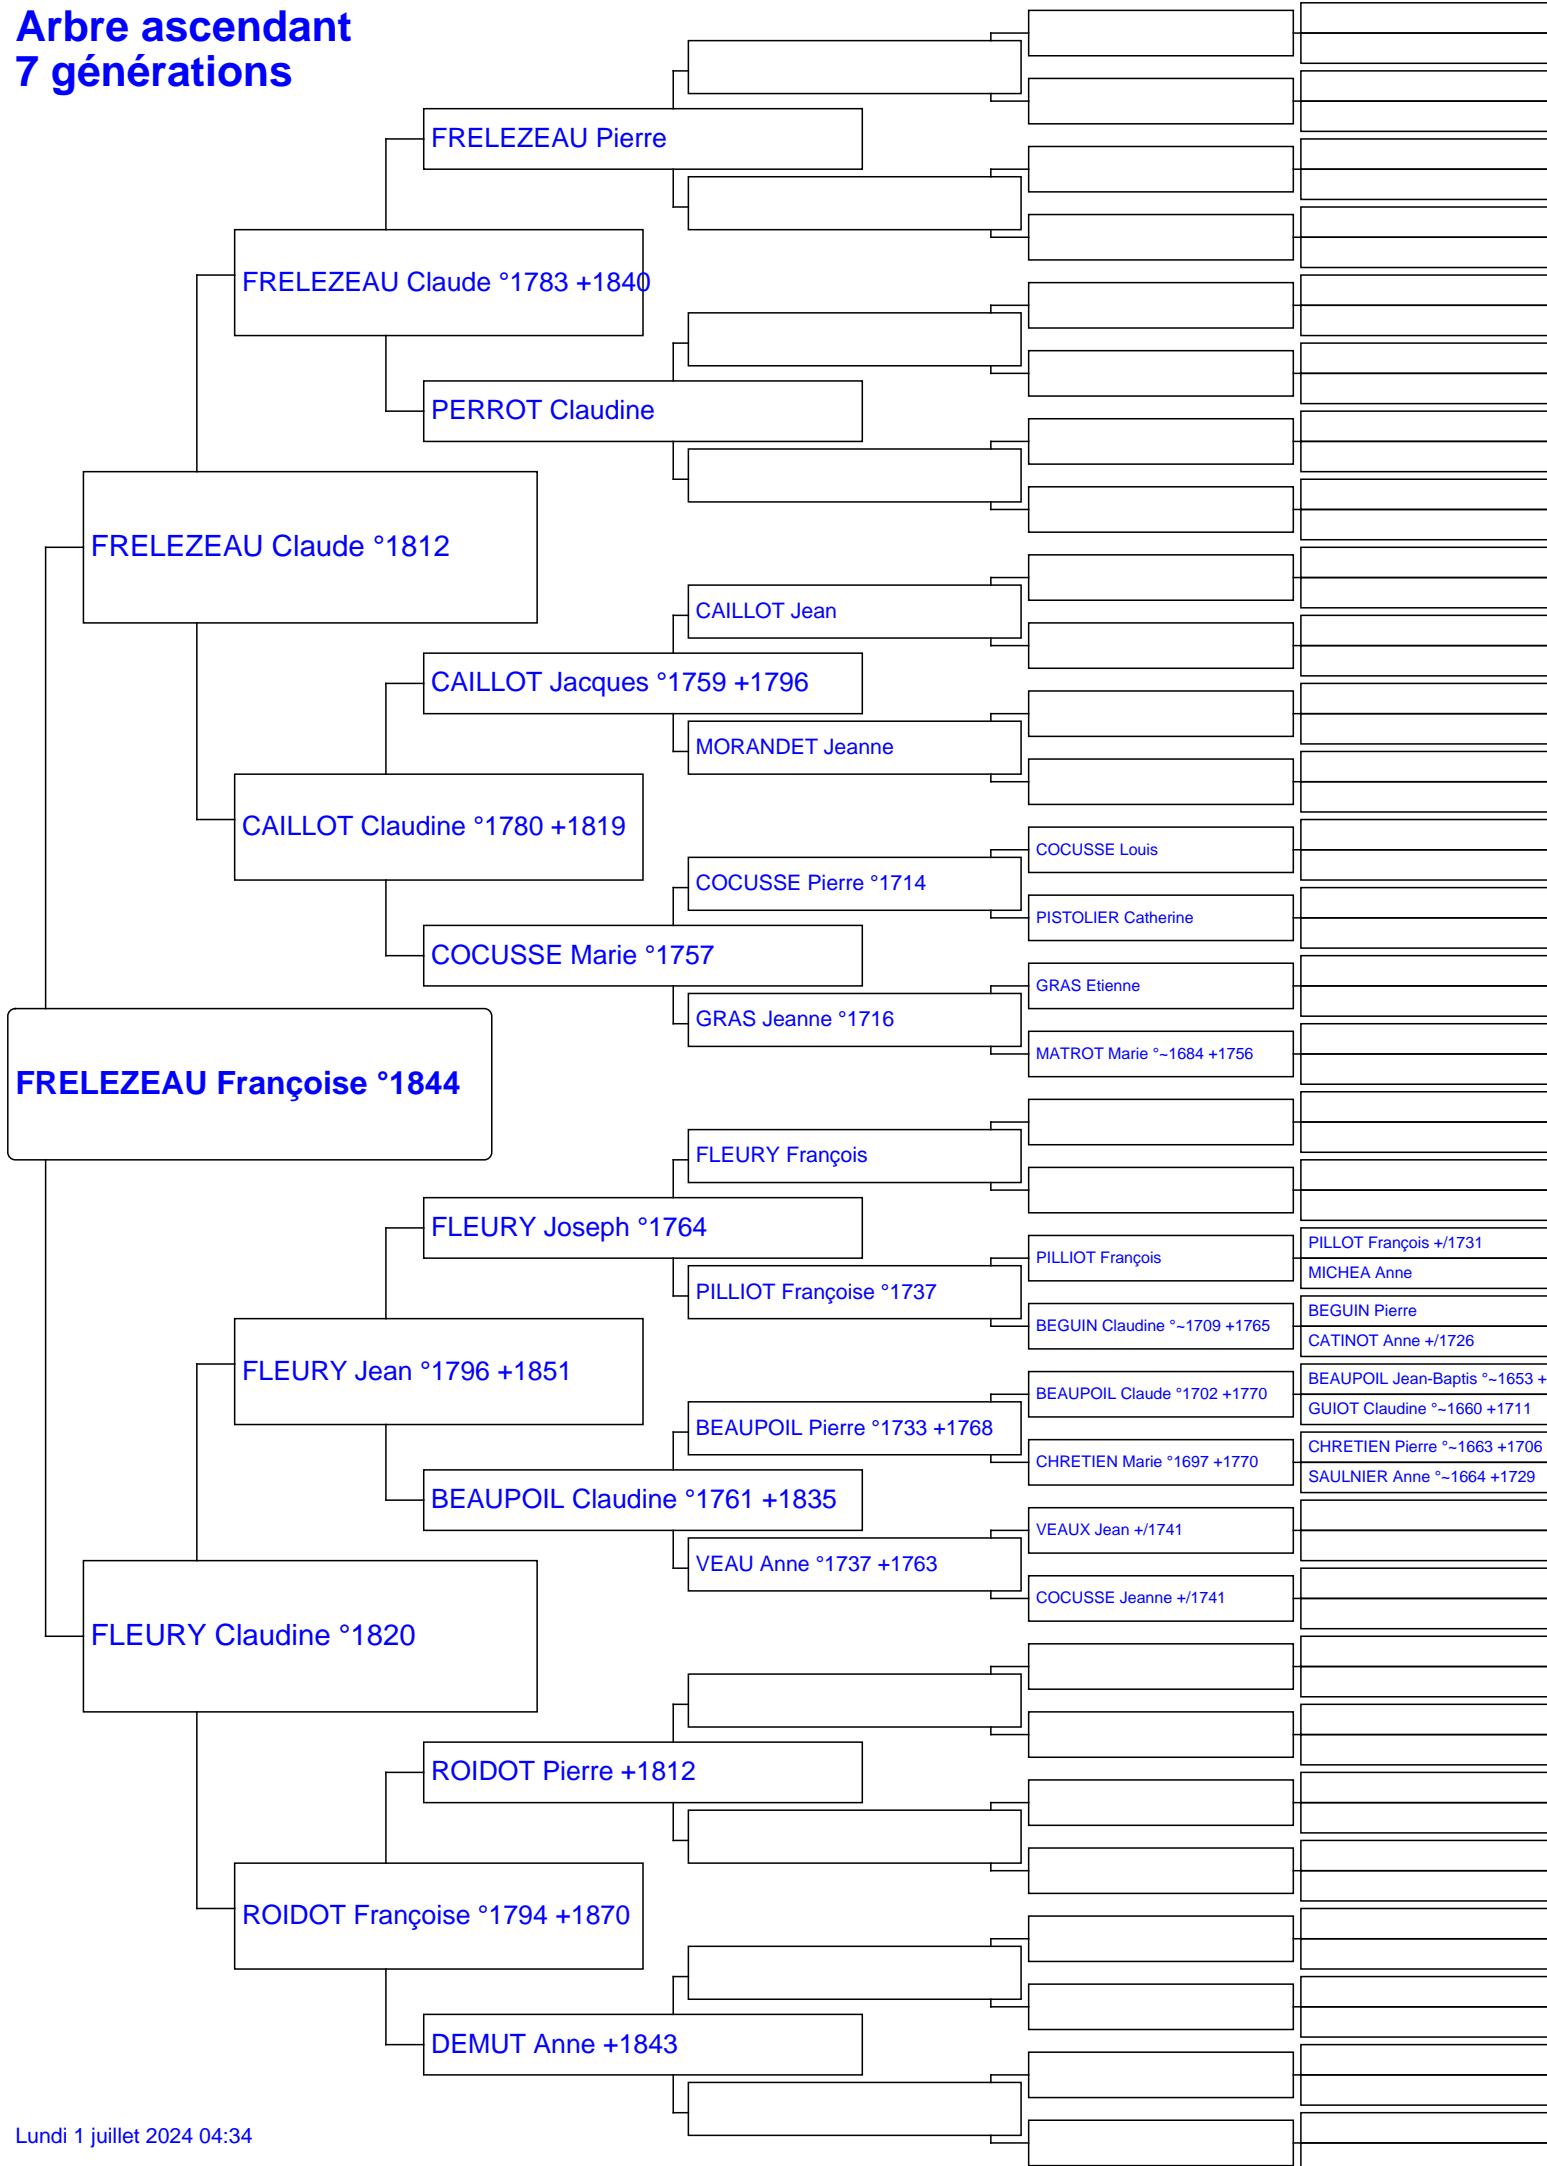 Arbre ascendant
7 générations
FRELEZEAU Pierre
FRELEZEAU Claude °1783 +1840
PERROT Claudine
FRELEZEAU Claude °1812
CAILLOT Jean
CAILLOT Jacques °1759 +1796
MORANDET Jeanne
CAILLOT Claudine °1780 +1819
COCUSSE Louis
COCUSSE Pierre °1714
PISTOLIER Catherine
COCUSSE Marie °1757
GRAS Etienne
GRAS Jeanne °1716
MATROT Marie °~1684 +1756
FRELEZEAU Françoise °1844
FLEURY François
FLEURY Joseph °1764
PILLOT François +/1731
PILLIOT François
MICHEA Anne
PILLIOT Françoise °1737
BEGUIN Pierre
BEGUIN Claudine °~1709 +1765
CATINOT Anne +/1726
FLEURY Jean °1796 +1851
BEAUPOIL Jean-Baptis °~1653 +
BEAUPOIL Claude °1702 +1770
GUIOT Claudine °~1660 +1711
BEAUPOIL Pierre °1733 +1768
CHRETIEN Pierre °~1663 +1706
CHRETIEN Marie °1697 +1770
SAULNIER Anne °~1664 +1729
BEAUPOIL Claudine °1761 +1835
VEAUX Jean +/1741
VEAU Anne °1737 +1763
COCUSSE Jeanne +/1741
FLEURY Claudine °1820
ROIDOT Pierre +1812
ROIDOT Françoise °1794 +1870
DEMUT Anne +1843
Lundi 1 juillet 2024 04:34